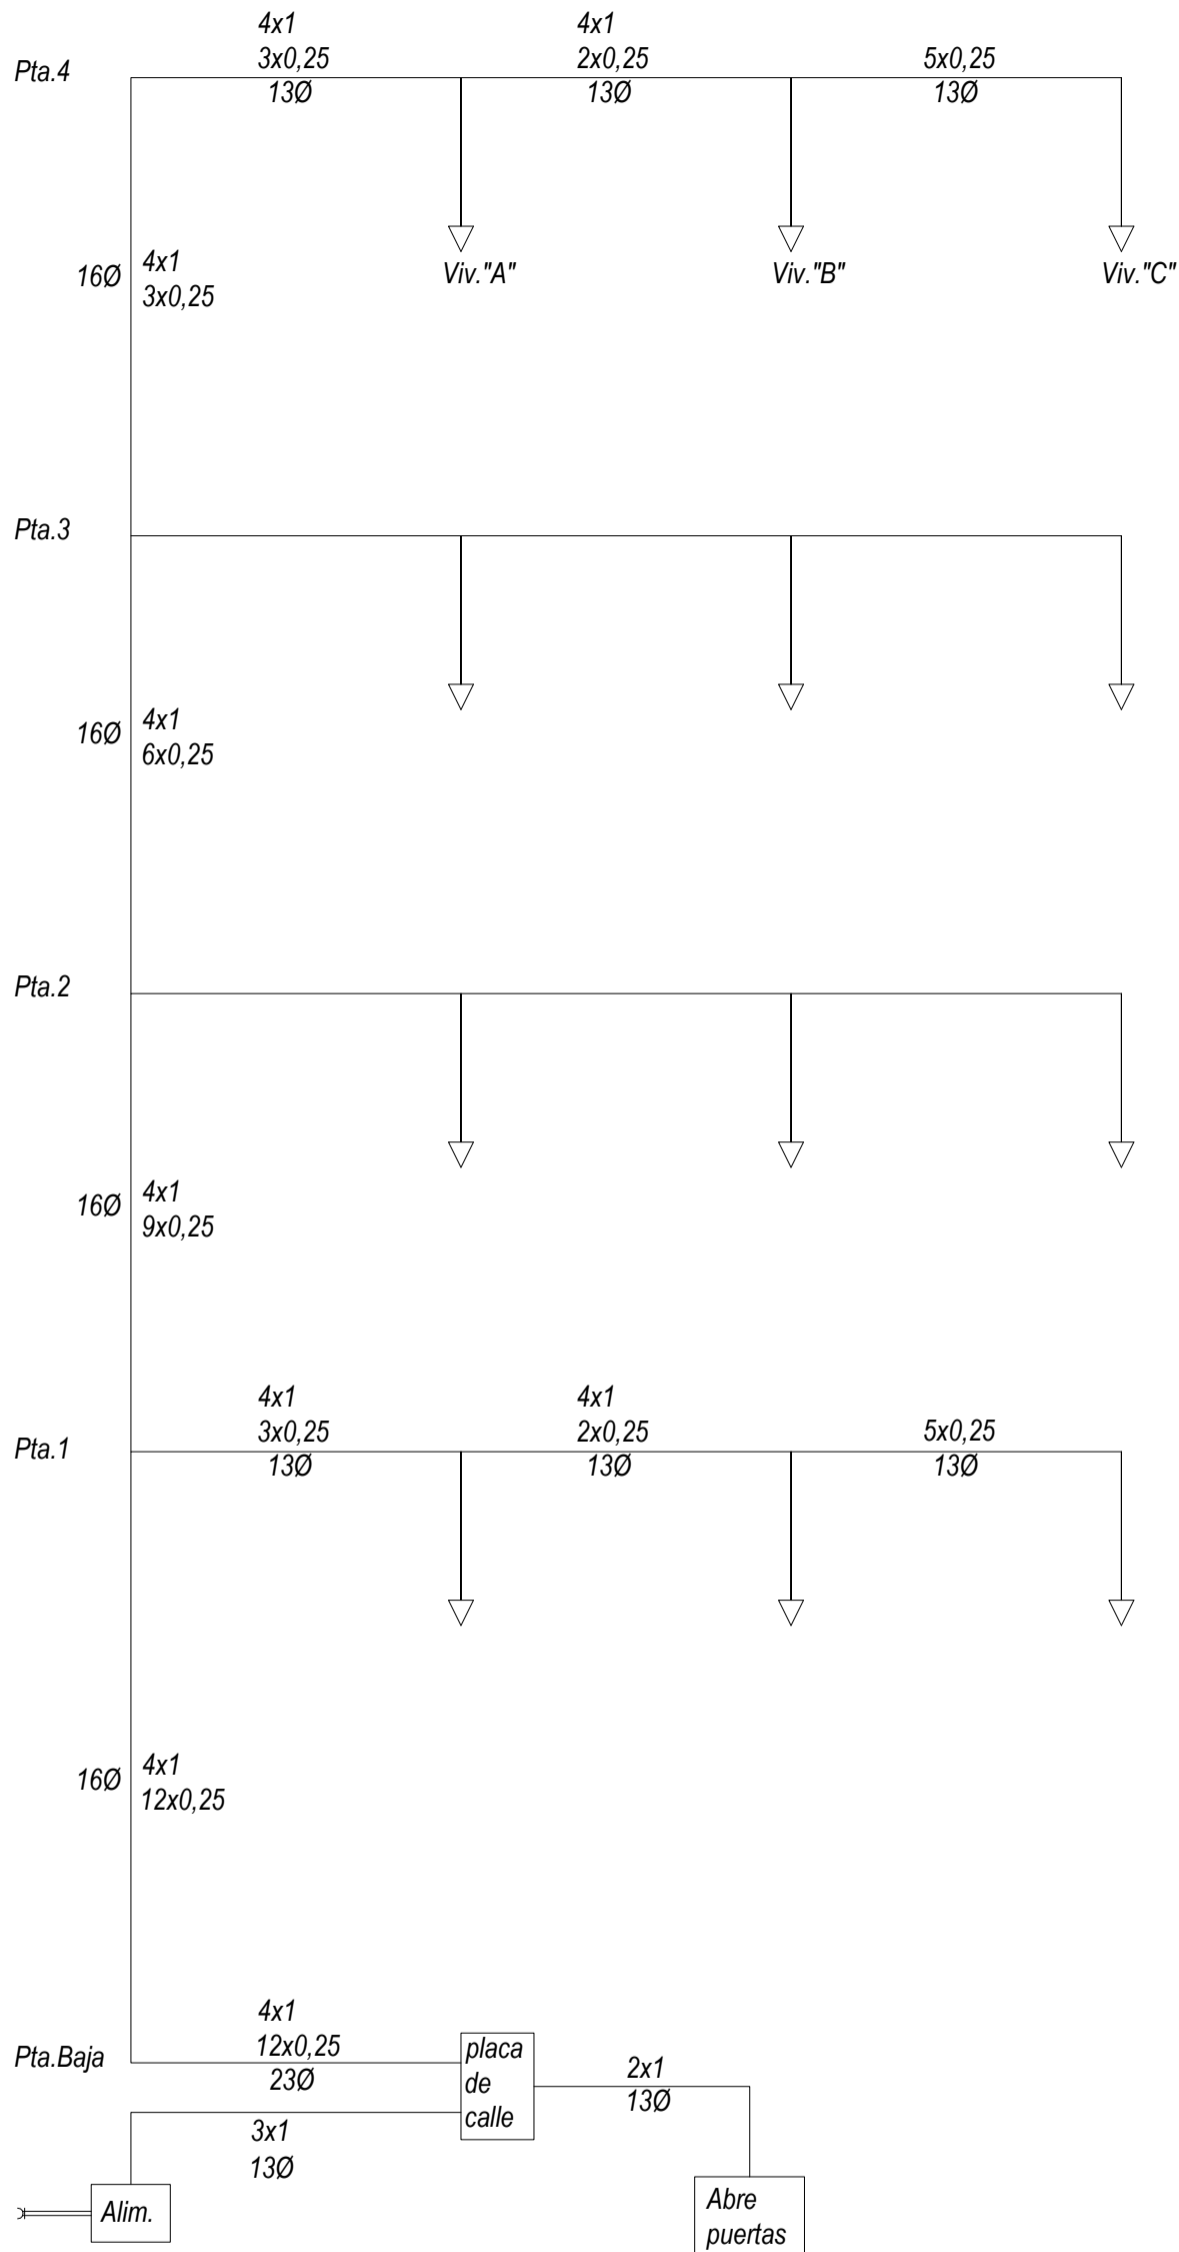 4x1
3x0,25
13Ø
4x1
2x0,25
13Ø
5x0,25
13Ø
Pta.4
16Ø
4x1
3x0,25
Viv."A"
Viv."B"
Viv."C"
Pta.3
16Ø
4x1
6x0,25
Pta.2
16Ø
4x1
9x0,25
4x1
3x0,25
13Ø
4x1
2x0,25
13Ø
5x0,25
13Ø
Pta.1
16Ø
4x1
12x0,25
Pta.Baja
4x1
12x0,25
23Ø
placa
de
calle
2x1
13Ø
3x1
13Ø
Alim.
Abre
puertas